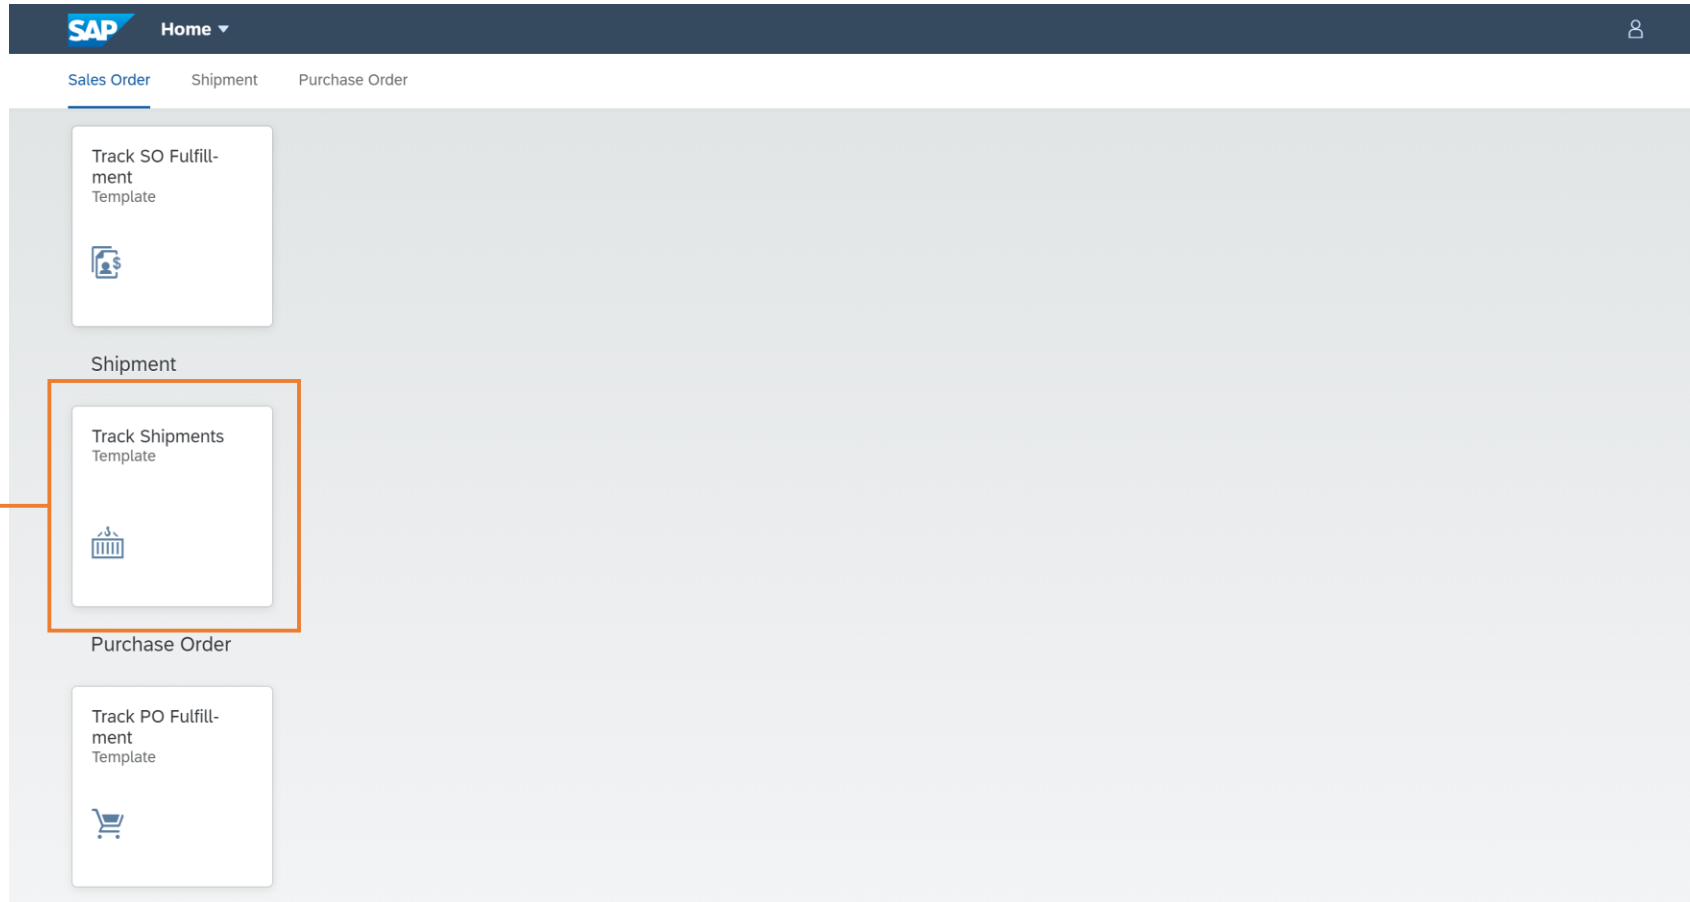 SAP Home
Sales Order Shipment Purchase Order
Track SO Fulfill-
ment
Template
$
Shipment
Track Shipments
Template
Purchase Order
Track PO Fulfill-
ment
Template